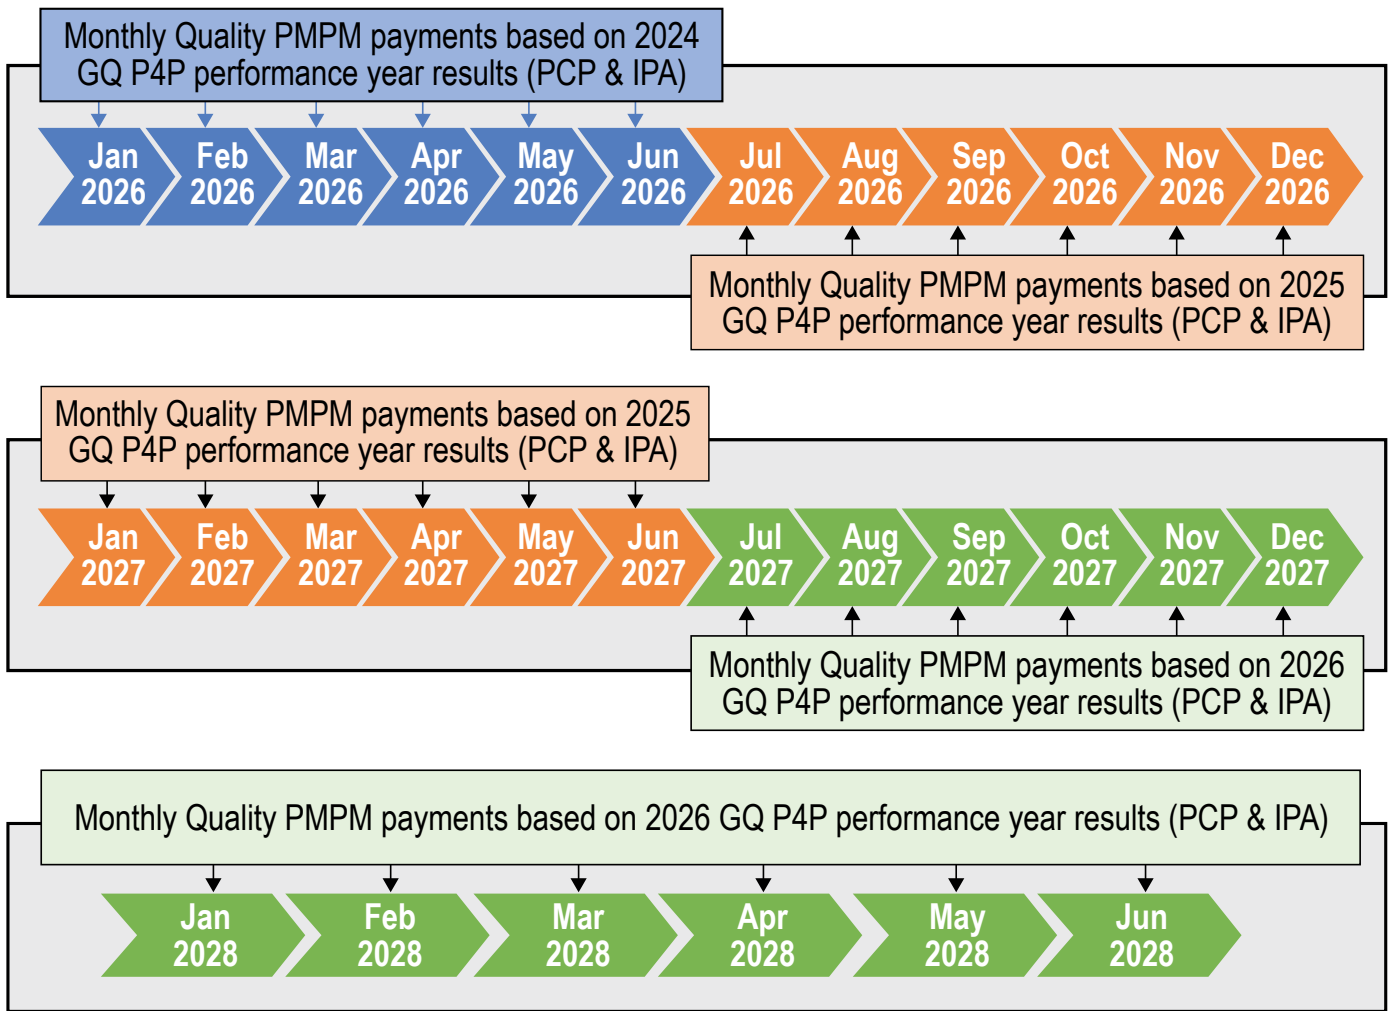 Monthly Quality PMPM payments based on 2024
GQ P4P performance year results (PCP & IPA)
Jan Feb Mar Apr May Jun Jul Aug Sep Oct Nov Dec
2026 2026 2026 2026 2026 2026 2026 2026 2026 2026 2026 2026
Monthly Quality PMPM payments based on 2025
GQ P4P performance year results (PCP & IPA)
Monthly Quality PMPM payments based on 2025
GQ P4P performance year results (PCP & IPA)
Jan Feb Mar Apr May Jun Jul Aug Sep Oct Nov Dec
2027 2027 2027 2027 2027 2027 2027 2027 2027 2027 2027 2027
Monthly Quality PMPM payments based on 2026
GQ P4P performance year results (PCP & IPA)
Monthly Quality PMPM payments based on 2026 GQ P4P performance year results (PCP & IPA)
Jan Feb Mar Apr May Jun
2028 2028 2028 2028 2028 2028